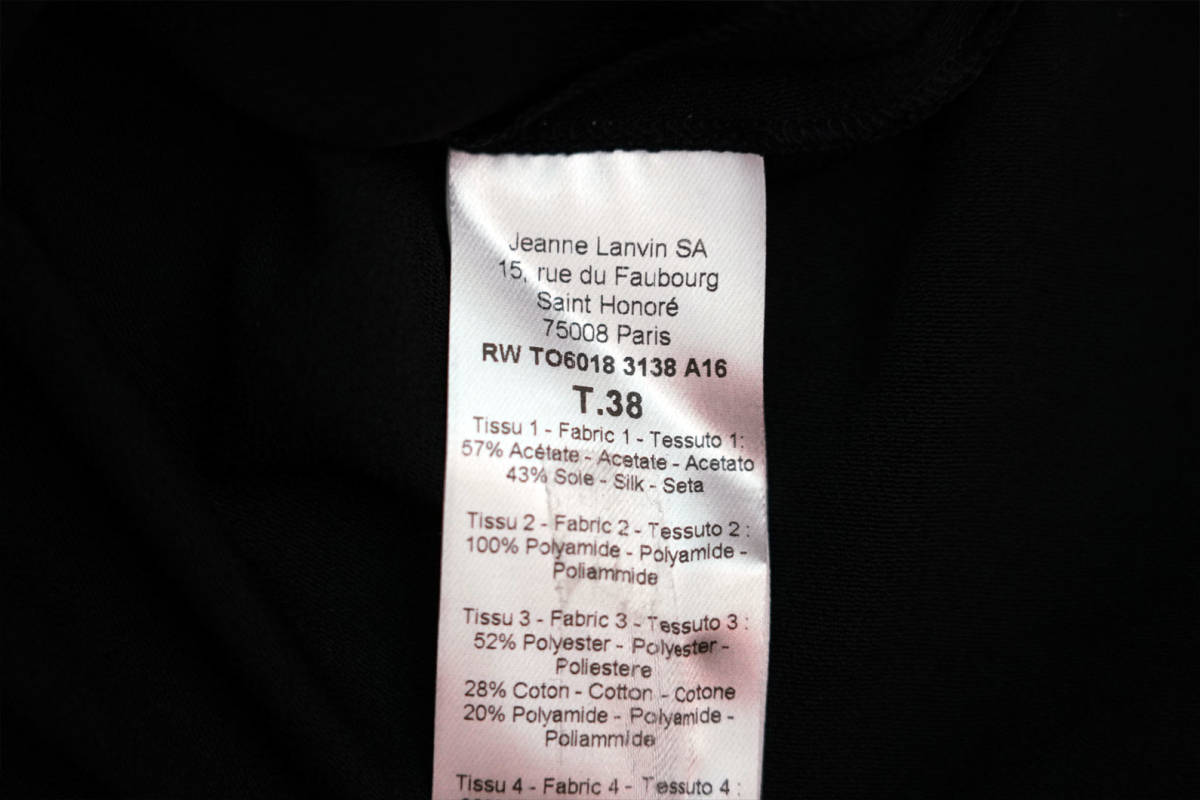 Jeanne Lanvin SA
15, rue du Faubourg
Saint Honoré
75008 Paris
RW TO6018 3138 A16
T.38
Tissu 1 - Fabric 1 - Tessuto 1:
57% Acétate - Acetate - Acetato
43% Soie - Silk - Seta
Tissu 2 - Fabric 2 - Tessuto 2 :
100% Polyamide - Polyamide -
Poliammide
Tissu 3 - Fabric 3 - Tessuto 3 :
52% Polyester - Polyester -
Poliestere
28% Coton - Cotton - Cotone
20% Polyamide - Polyamide -
Poliammide
Tissu 4 - Fabric 4 - Tessuto 4 :